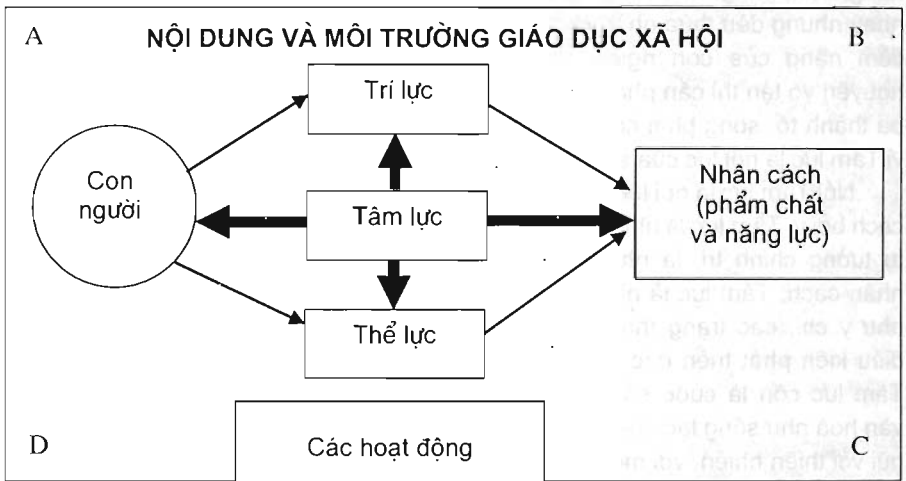 A
NỘI DUNG VÀ MÔI TRƯỜNG GIÁO DỤC XÃ HỘI
B
Trí lực
Con
người
Tâm lực
Nhân cách
(phẩm chất
và năng lực)
Thể lực
D
Các hoạt động
C